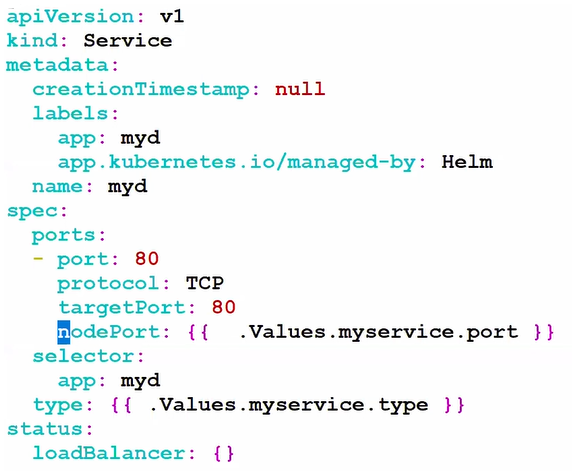 apiVersion: v1
kind: Service
metadata:
  creationTimestamp: null
  labels:
    app: myd
    app.kubernetes.io/managed-by: Helm
  name: myd
spec:
  ports:
  - port: 80
    protocol: TCP
    targetPort: 80
    nodePort: {{  .Values.myservice.port }}
  selector:
    app: myd
  type: {{ .Values.myservice.type }}
status:
  loadBalancer: {}